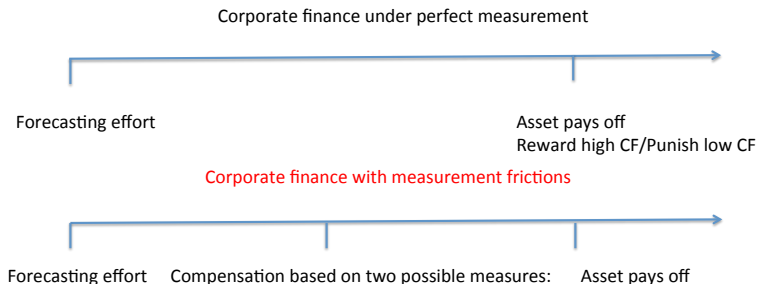 Corporate finance under perfect measurement
Forecasting effort
Asset pays off
Reward high CF/Punish low CF
Corporate finance with measurement frictions
Forecasting effort
Compensation based on two possible measures:
Asset pays off